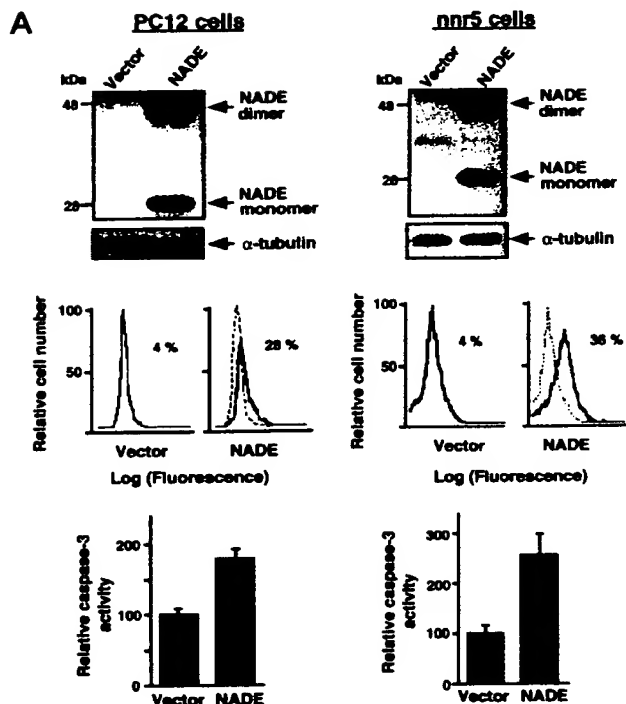 A
PC12 cells
kDa
Vector
NADE
48
NADE
dimer
28
NADE
monomer
α-tubulin
nnr5 cells
kDa
Vector
NADE
48
NADE
dimer
28
NADE
monomer
α-tubulin
Relative cell number
100
50
4 %
28 %
Vector
NADE
Log (Fluorescence)
Relative cell number
100
50
4 %
36 %
Vector
NADE
Log (Fluorescence)
Relative caspase-3
activity
200
100
0
Vector
NADE
Relative caspase-3
activity
300
200
100
0
Vector
NADE